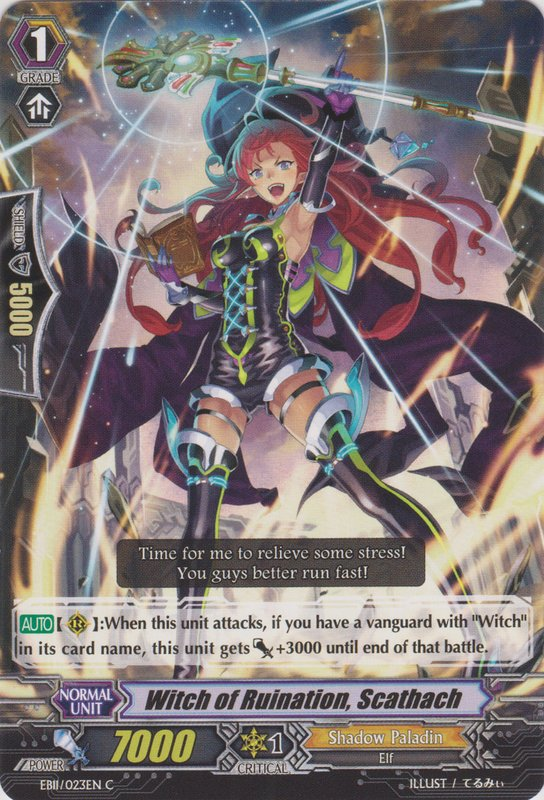 1
GRADE
SHIELD
5000
Time for me to relieve some stress!
You guys better run fast!
AUTO 【 R 】:When this unit attacks, if you have a vanguard with "Witch"
in its card name, this unit gets +3000 until end of that battle.
NORMAL
UNIT
Witch of Ruination, Scathach
POWER
7000
1
CRITICAL
Shadow Paladin
Elf
EB11/023EN C
ILLUST / てるみぃ